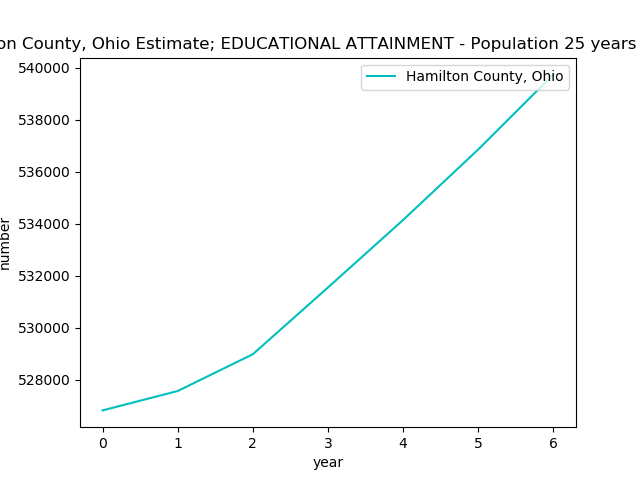 on County, Ohio Estimate; EDUCATIONAL ATTAINMENT - Population 25 years
Hamilton County, Ohio
540000
538000
536000
534000
532000
530000
528000
number
0 1 2 3 4 5 6
year